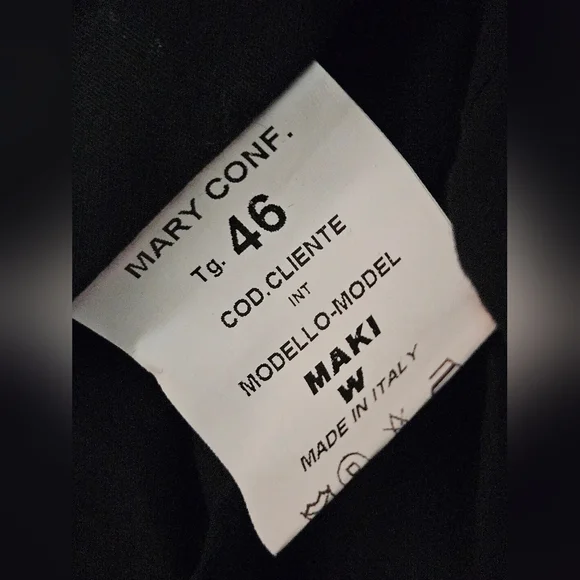 MARY CONF.
Tg. 46
COD.CLIENTE
INT
MODELLO-MODEL
MAKI
W
MADE IN ITALY
P